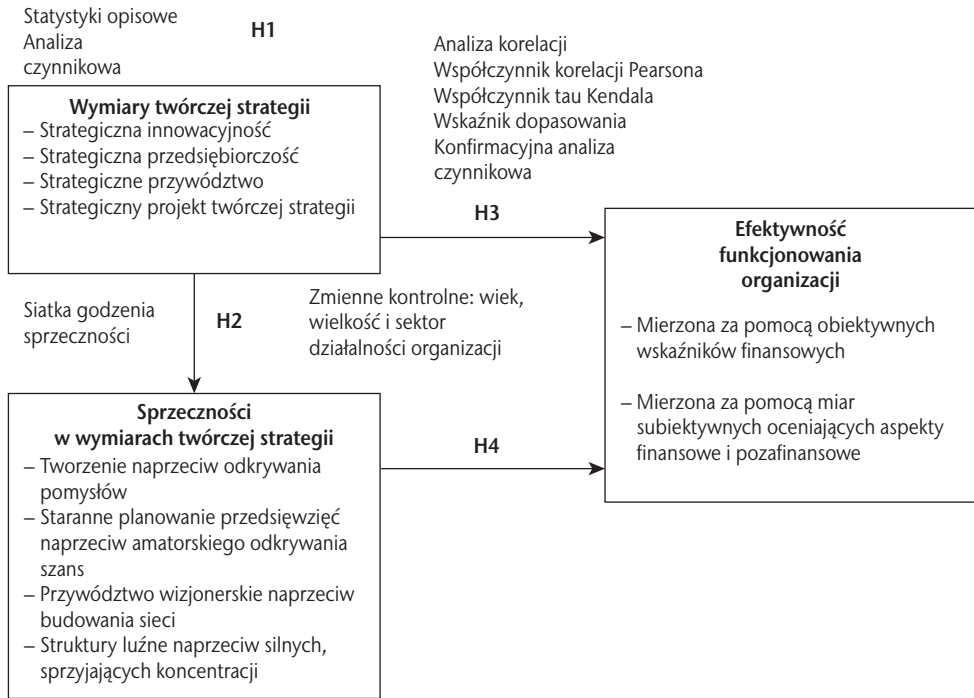 Statystyki opisowe
Analiza
czynnikowa
H1
Wymiary twórczej strategii
– Strategiczna innowacyjność
– Strategiczna przedsiębiorczość
– Strategiczne przywództwo
– Strategiczny projekt twórczej strategii
Analiza korelacji
Współczynnik korelacji Pearsona
Współczynnik tau Kendala
Wskaźnik dopasowania
Konfirmacyjna analiza
czynnikowa
H3
Efektywność
funkcjonowania
organizacji
– Mierzona za pomocą obiektywnych
wskaźników finansowych
– Mierzona za pomocą miar
subiektywnych oceniających aspekty
finansowe i pozafinansowe
Siatka godzenia
sprzeczności
H2
Zmienne kontrolne: wiek,
wielkość i sektor
działalności organizacji
Sprzeczności
w wymiarach twórczej strategii
– Tworzenie naprzeciw odkrywania
pomysłów
– Staranne planowanie przedsięwzięć
naprzeciw amatorskiego odkrywania
szans
– Przywództwo wizjonerskie naprzeciw
budowania sieci
– Struktury luźne naprzeciw silnych,
sprzyjających koncentracji
H4